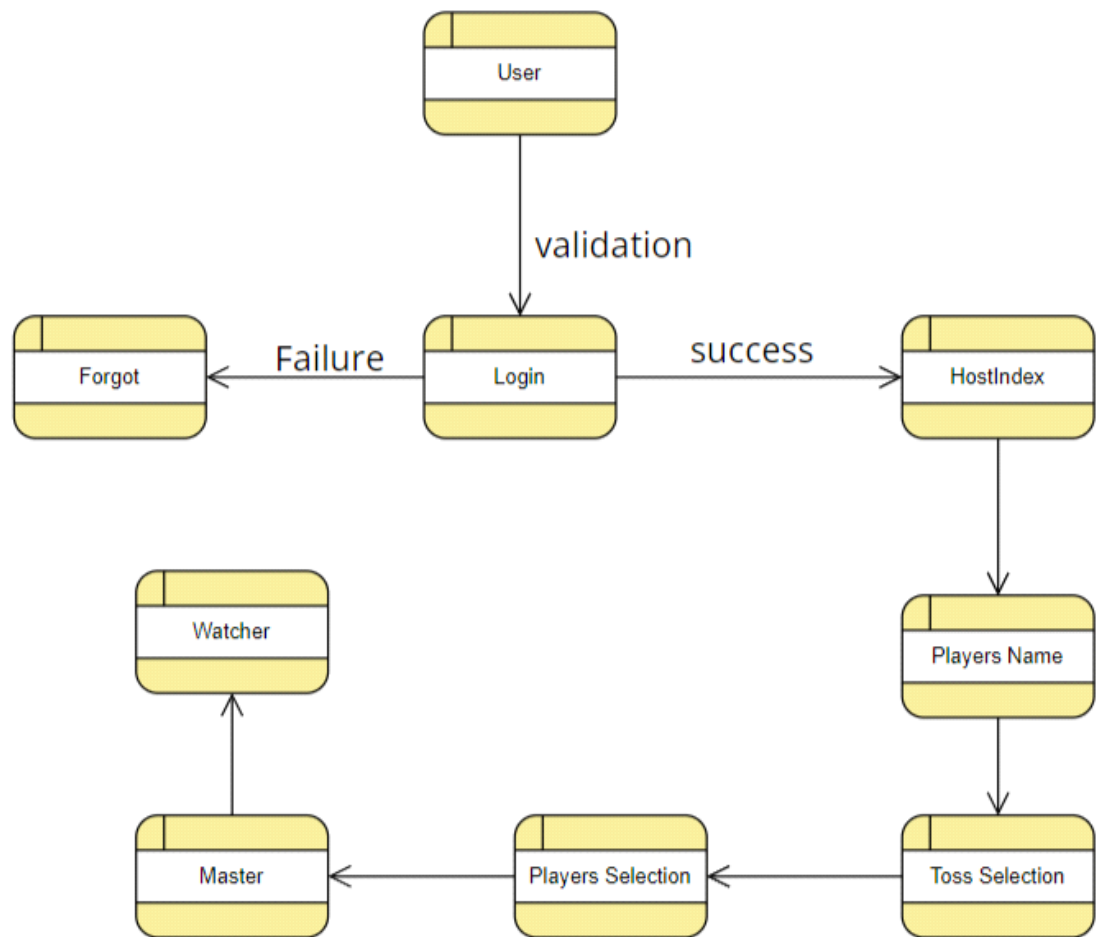 User
validation
Failure
success
Forgot
Login
HostIndex
Watcher
Players Name
Master
Players Selection
Toss Selection